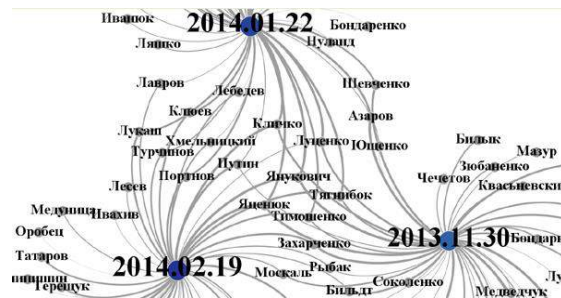 Иванюк
2014.01.22
Бондаренко
Ляшко
Нуланд
Лавров
Лебедев
Шевченко
Клюев
Азаров
Лукаш
Кличко
Хмельницкий
Луценко
Ющенко
Билык
Мазур
Турчинов
Путин
Зюбаненко
Портнов
Янукович
Чечетов
Квасьневский
Лесев
Тягнибок
Медуница
Ивахив
Яценюк
Тимошенко
Оробец
2013.11.30
Захарченко
Татаров
2014.02.19
Рыбак
Москаль
Терещук
Соколенко
Бильдт
Медведчук